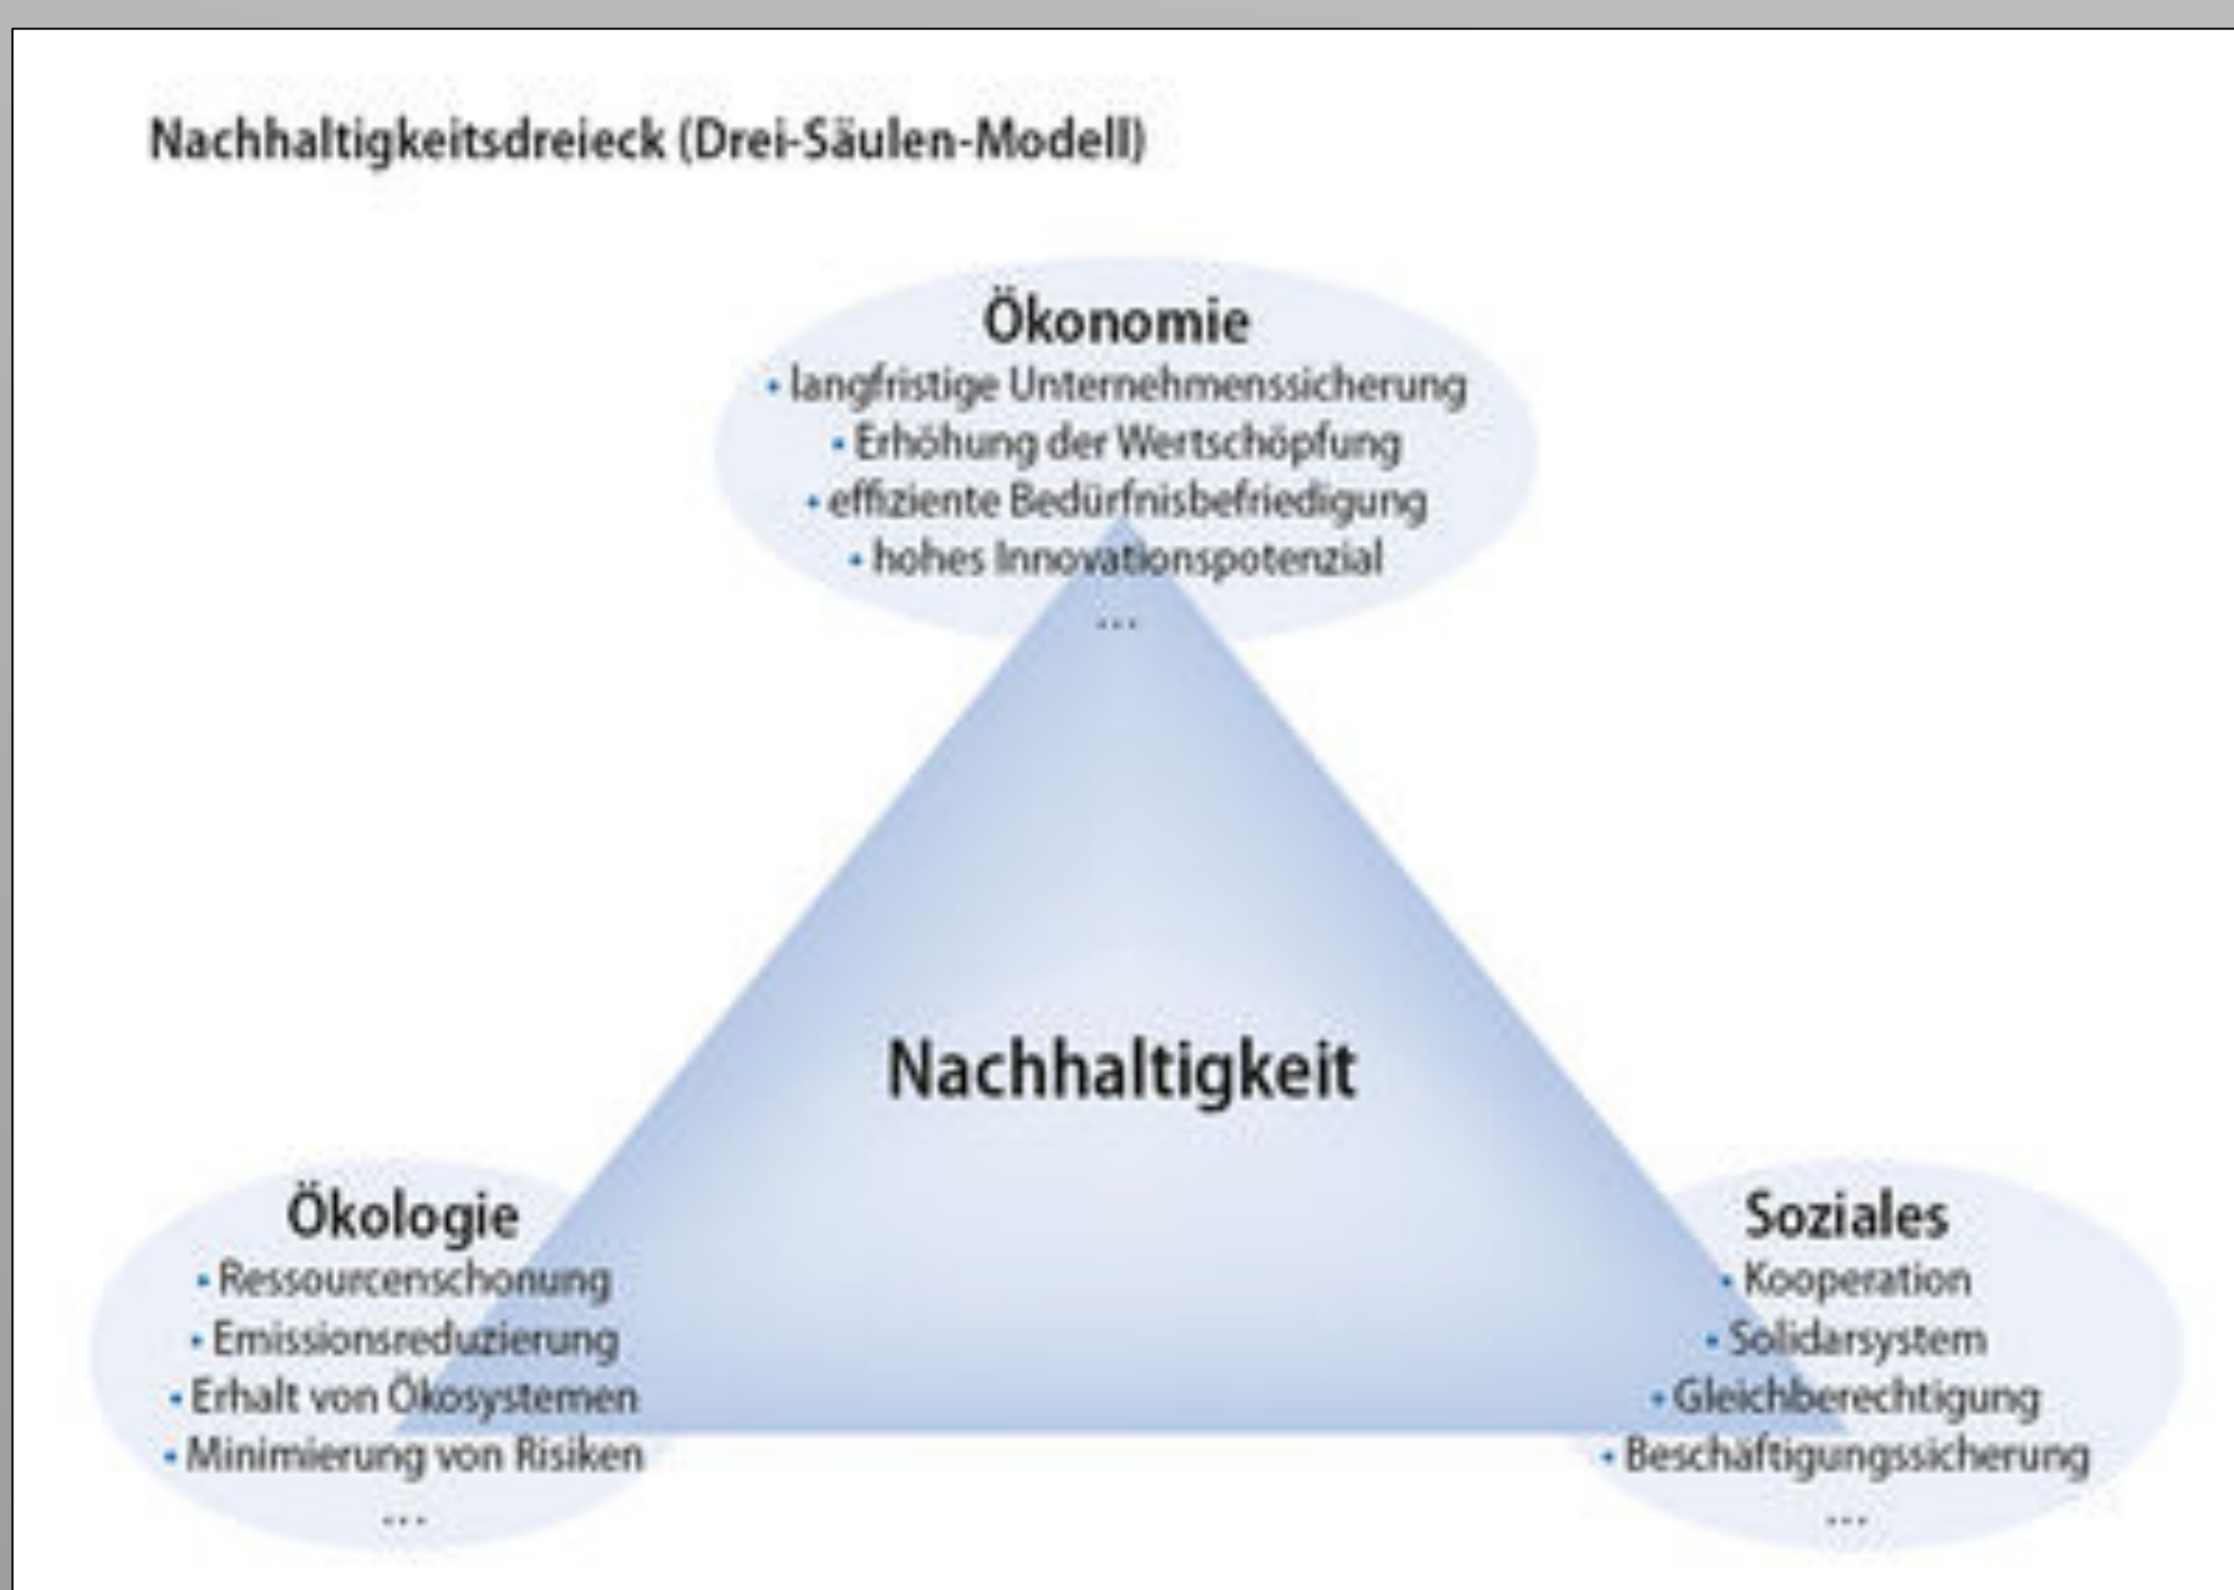 Nachhaltigkeitsdreieck (Drei-Säulen-Modell)
Ökonomie
• langfristige Unternehmenssicherung
• Erhöhung der Wertschöpfung
• effiziente Bedürfnisbefriedigung
• hohes Innovationspotenzial
...
Nachhaltigkeit
Ökologie
• Ressourcenschonung
• Emissionsreduzierung
• Erhalt von Ökosystemen
• Minimierung von Risiken
...
Soziales
• Kooperation
• Solidarsystem
• Gleichberechtigung
• Beschäftigungssicherung
...